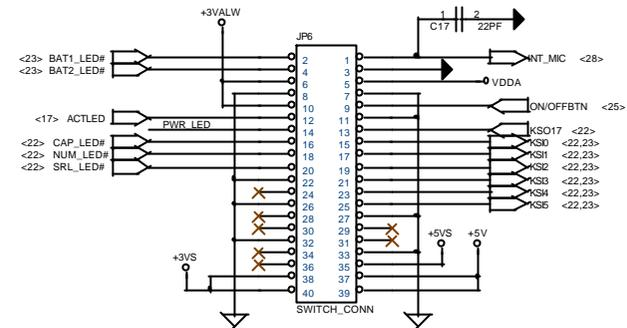 +3VALW
JP6
1 2
C17 22PF
<23> BAT1_LED# 2 1 INT_MIC <28>
<23> BAT2_LED# 4 3
6 5 VDDA
8 7
10 9 ON/OFFBTN <25>
<17> ACTLED 12 11
PWR_LED 14 13 KSO17 <22>
<22> CAP_LED# 16 15 KSI0 <22,23>
<22> NUM_LED# 18 17 KSI1 <22,23>
<22> SRL_LED# 20 19 KSI2 <22,23>
22 21 KSI3 <22,23>
24 23 KSI4 <22,23>
26 25 KSI5 <22,23>
28 27
30 29
32 31
+5VS +5V
34 33
+3VS
36 35
38 37
40 39
SWITCH_CONN